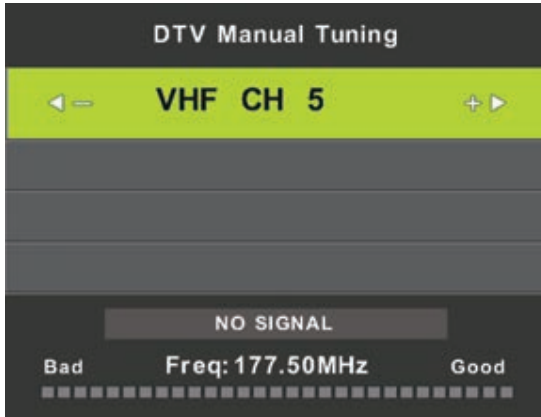 DTV Manual Tuning
VHF CH 5
NO SIGNAL
Bad Freq:177.50MHz Good